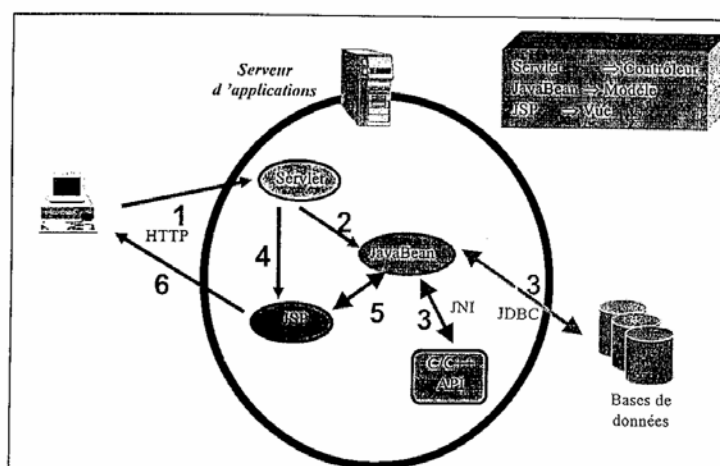 Serveur
d'applications
Servlet ⇒ Contrôleur
JavaBean ⇒ Modèle
JSP ⇒ Vue
Servlet
1
HTTP
2
4
JavaBean
6
5
3
JNI
3
JDBC
JSP
C/C++
API
Bases de
données